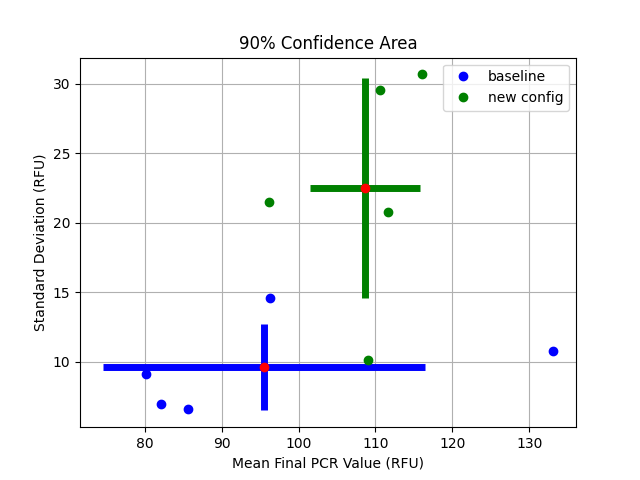 90% Confidence Area
baseline
new config
Standard Deviation (RFU)
30
25
20
15
10
80 90 100 110 120 130
Mean Final PCR Value (RFU)